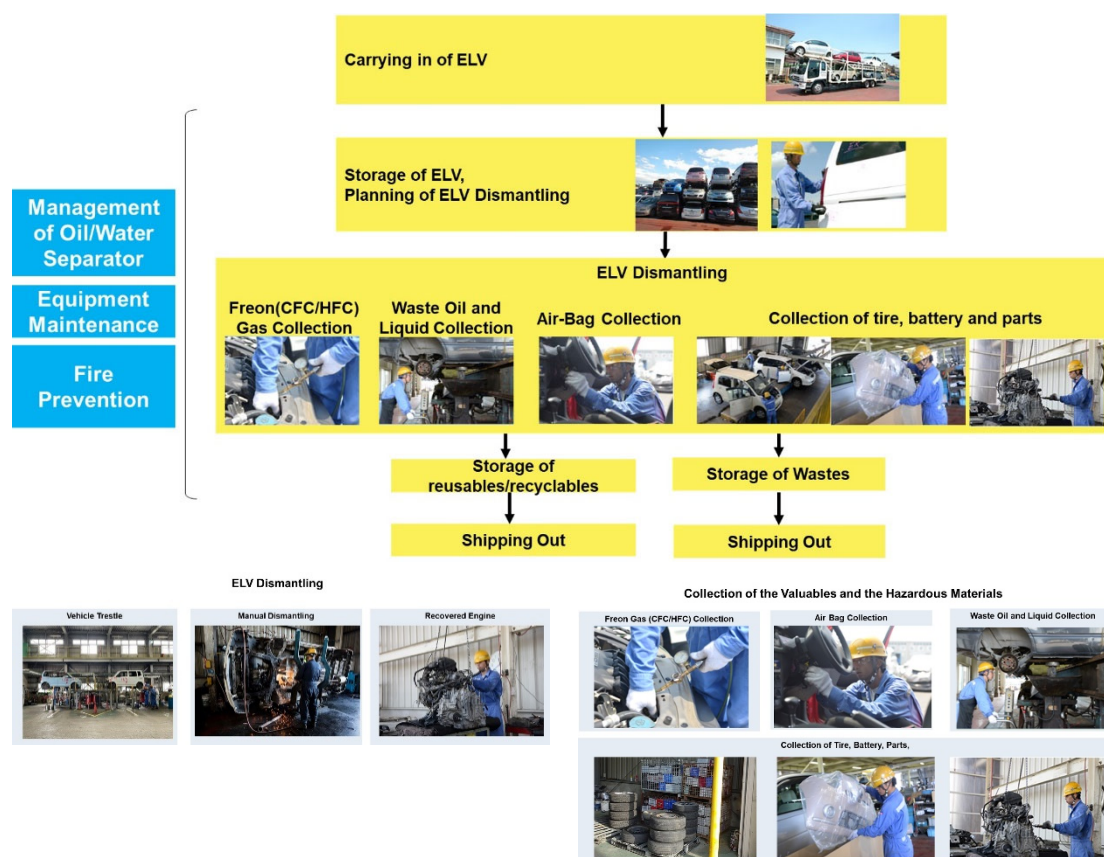 Carrying in of ELV
Storage of ELV,
Planning of ELV Dismantling
Management
of Oil/Water
Separator
Equipment
Maintenance
Fire
Prevention
ELV Dismantling
Freon(CFC/HFC)
Gas Collection
Waste Oil and
Liquid Collection
Air-Bag Collection
Collection of tire, battery and parts
Storage of
reusables/recyclables
Storage of Wastes
Shipping Out
Shipping Out
ELV Dismantling
Vehicle Trestle
Manual Dismantling
Recovered Engine
Collection of the Valuables and the Hazardous Materials
Freon Gas (CFC/HFC) Collection
Air Bag Collection
Waste Oil and Liquid Collection
Collection of Tire, Battery, Parts,